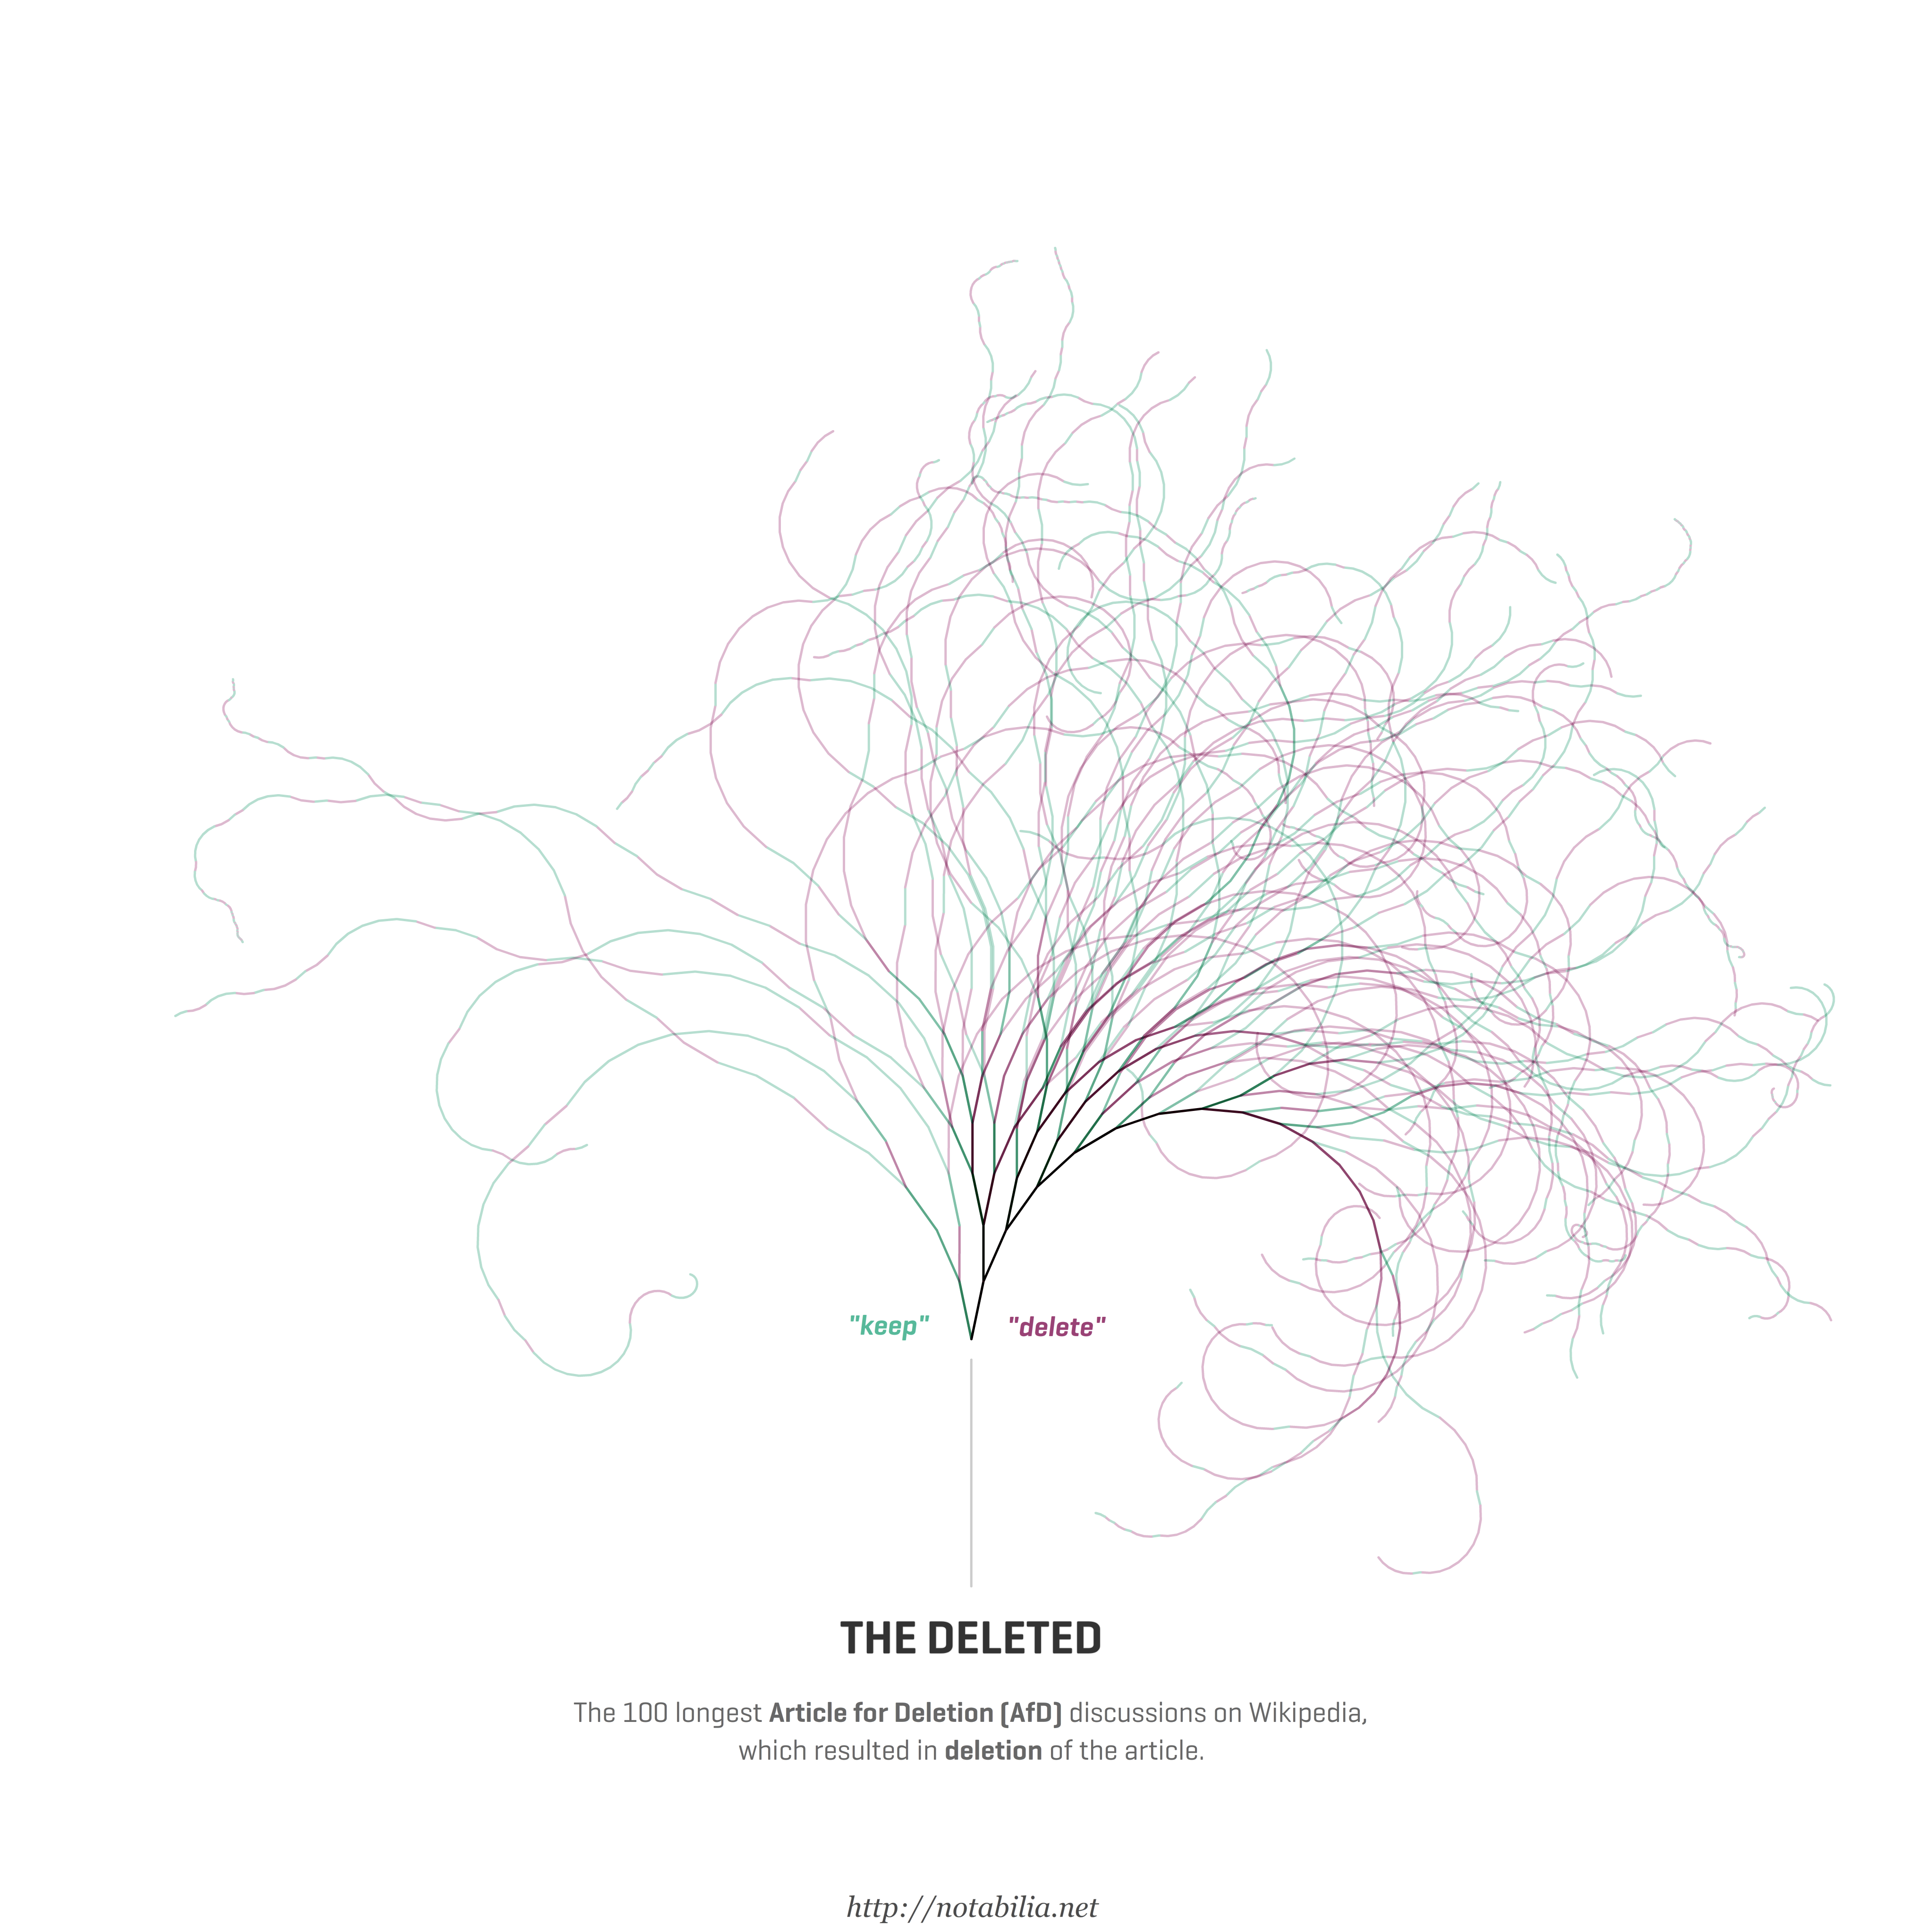 "keep" "delete"
THE DELETED
The 100 longest Article for Deletion (AfD) discussions on Wikipedia,
which resulted in deletion of the article.
http://notabilia.net